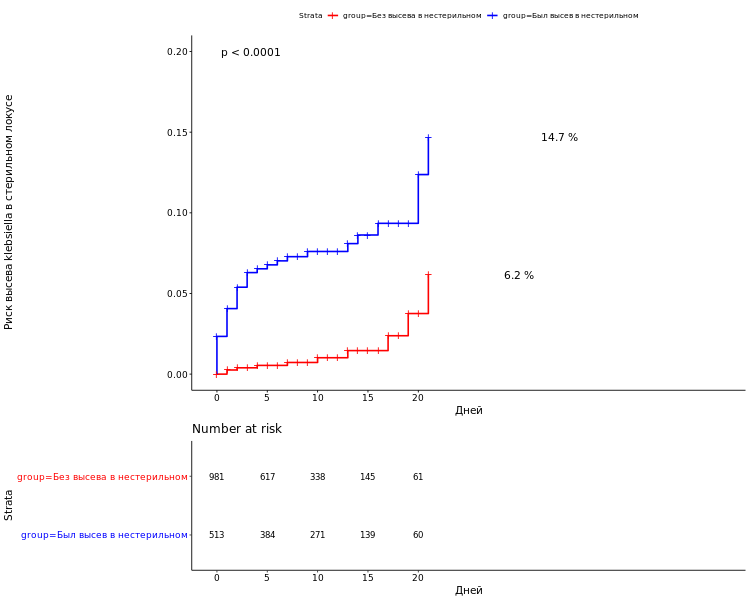 Strata group=Без высева в нестерильном group=Был высев в нестерильном
Риск высева klebsiella в стерильном локусе
p < 0.0001
0.20
0.15
0.10
0.05
0.00
14.7 %
6.2 %
0 5 10 15 20
Дней
Number at risk
Strata
group=Без высева в нестерильном 981 617 338 145 61
group=Был высев в нестерильном 513 384 271 139 60
0 5 10 15 20
Дней